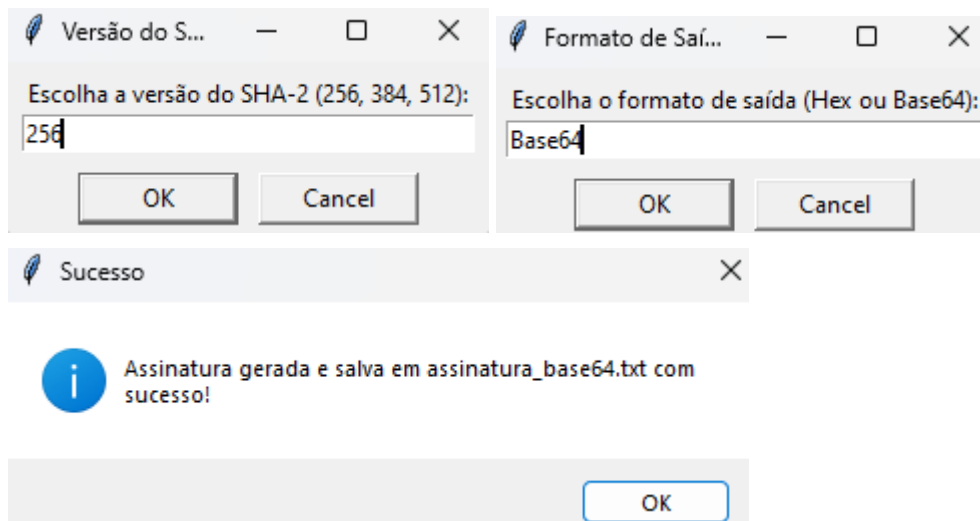 Versão do S...
Escolha a versão do SHA-2 (256, 384, 512):
256
OK Cancel
Formato de Saí...
Escolha o formato de saída (Hex ou Base64):
Base64
OK Cancel
Sucesso
Assinatura gerada e salva em assinatura_base64.txt com
sucesso!
OK